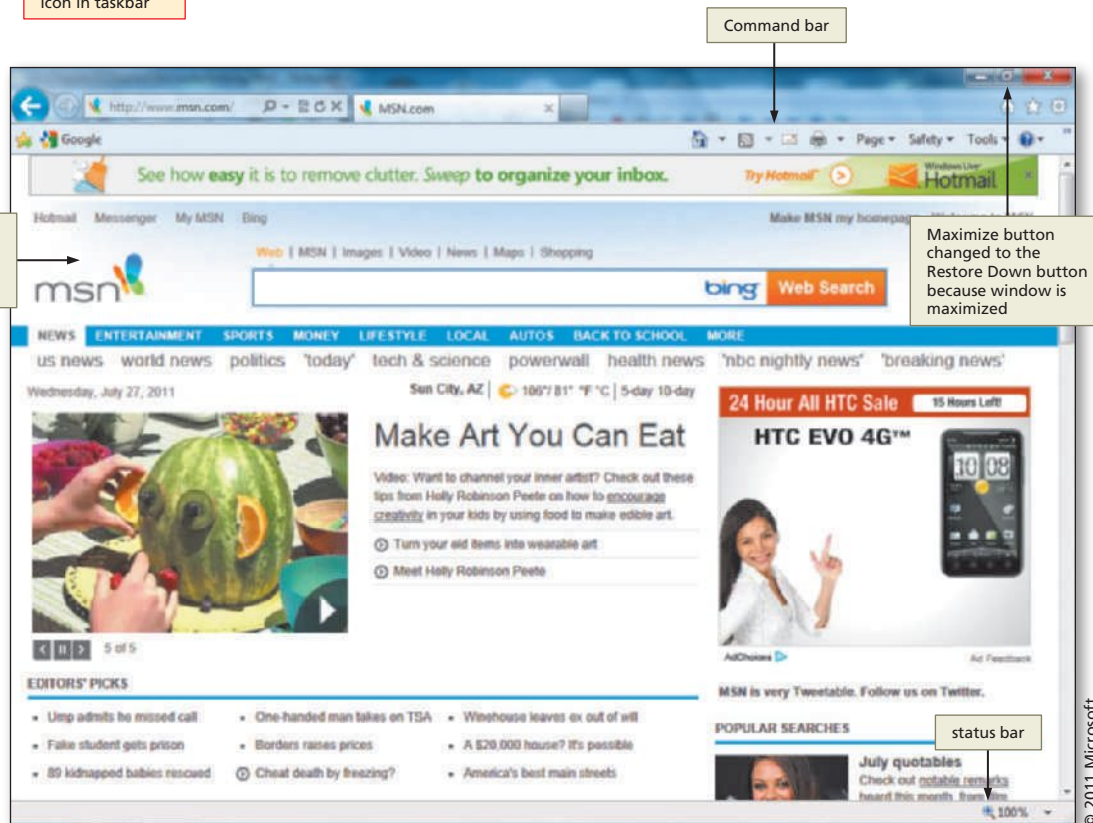 icon in taskbar
Command bar
http://www.msn.com/
MSN.com
Google
Page
Safety
Tools
See how easy it is to remove clutter. Sweep to organize your inbox.
Try Hotmail
Windows Live
Hotmail
Hotmail Messenger My MSN Bing
Make MSN my homepage
Maximize button
changed to the
Restore Down button
because window is
maximized
Web | MSN | Images | Video | News | Maps | Shopping
msn
bing Web Search
NEWS ENTERTAINMENT SPORTS MONEY LIFESTYLE LOCAL AUTOS BACK TO SCHOOL MORE
us news world news politics 'today' tech & science powerwall health news 'nbc nightly news' 'breaking news'
Wednesday, July 27, 2011
Sun City, AZ | 106°/ 81° °F °C | 5-day 10-day
Make Art You Can Eat
Video: Want to channel your inner artist? Check out these
tips from Holly Robinson Peete on how to encourage
creativity in your kids by using food to make edible art.
Turn your old items into wearable art
Meet Holly Robinson Peete
5 of 5
24 Hour All HTC Sale 15 Hours Left!
HTC EVO 4G™
10 08
AdChoices
Ad Feedback
EDITORS' PICKS
Ump admits he missed call
One-handed man takes on TSA
Winehouse leaves ex out of will
Fake student gets prison
Borders raises prices
A $20,000 house? It's possible
89 kidnapped babies rescued
Cheat death by freezing?
America's best main streets
MSN is very Tweetable. Follow us on Twitter.
POPULAR SEARCHES
status bar
July quotables
Check out notable remarks
heard this month, from
100%
© 2011 Microsoft